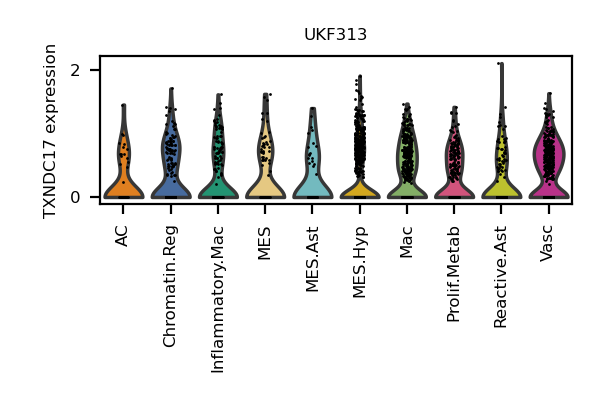 UKF313
TXNDC17 expression
2
0
AC
Chromatin.Reg
Inflammatory.Mac
MES
MES.Ast
MES.Hyp
Mac
Prolif.Metab
Reactive.Ast
Vasc